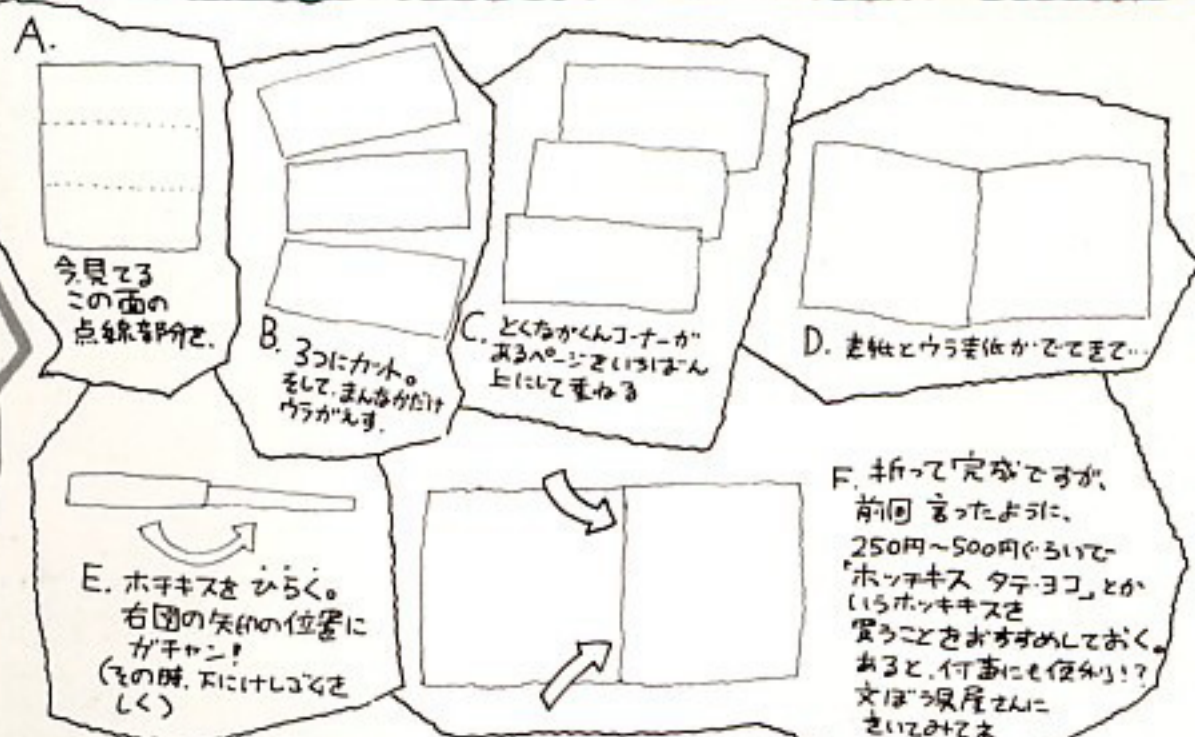 A.
今、見てる
この面の
点線部分を、
B. 3つにカット。
そして、まんなかだけ
ウラがえす。
C. とくながくんコーナーが
あるページをいちばん
上にして重ねる
D. 表紙とウラ表紙がでてきて…
E. ホチキスをひらく。
右図の矢印の位置に
ガチャン!
(その時、下にけしゴムを
しく)
F. 折って完成ですが、
前回 言ったように、
250円〜500円ぐらいで
「ホッチキス タテ・ヨコ」とか
いうホッチキスを
買うことをおすすめしておく。
あると、何事にも便利!?
文ぼう具屋さんに
きいてみてネ